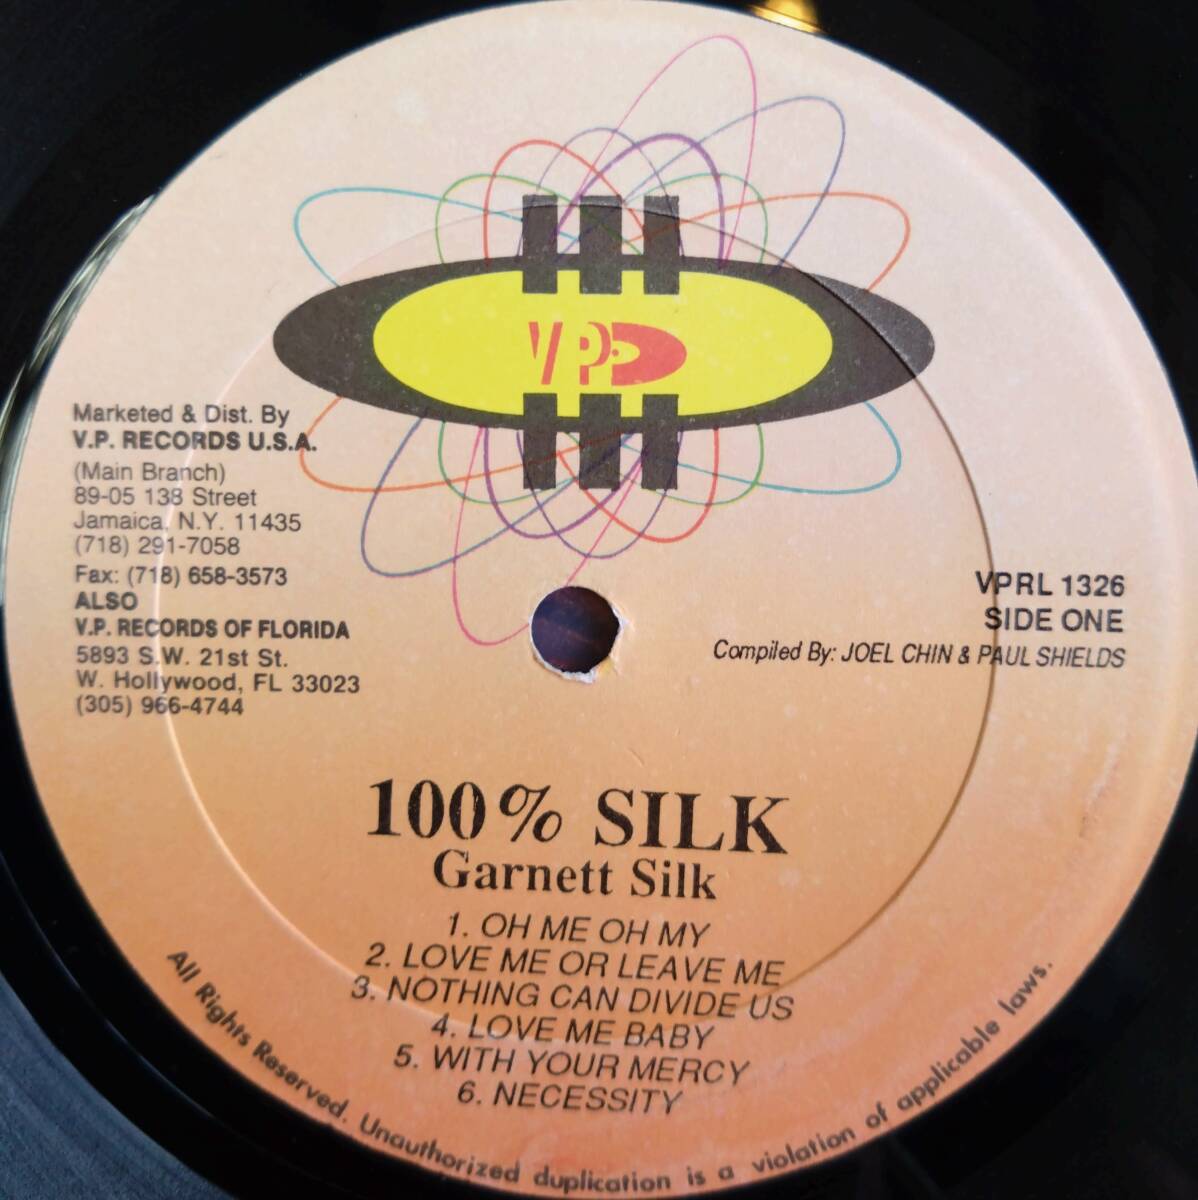 VP
Marketed & Dist. By
V.P. RECORDS U.S.A.
(Main Branch)
89-05 138 Street
Jamaica, N.Y. 11435
(718) 291-7058
Fax: (718) 658-3573
ALSO
V.P. RECORDS OF FLORIDA
5893 S.W. 21st St.
W. Hollywood, FL 33023
(305) 966-4744
VPRL 1326
SIDE ONE
Compiled By: JOEL CHIN & PAUL SHIELDS
100% SILK
Garnett Silk
1. OH ME OH MY
2. LOVE ME OR LEAVE ME
3. NOTHING CAN DIVIDE US
4. LOVE ME BABY
5. WITH YOUR MERCY
6. NECESSITY
All Rights Reserved. Unauthorized duplication is a violation of applicable laws.